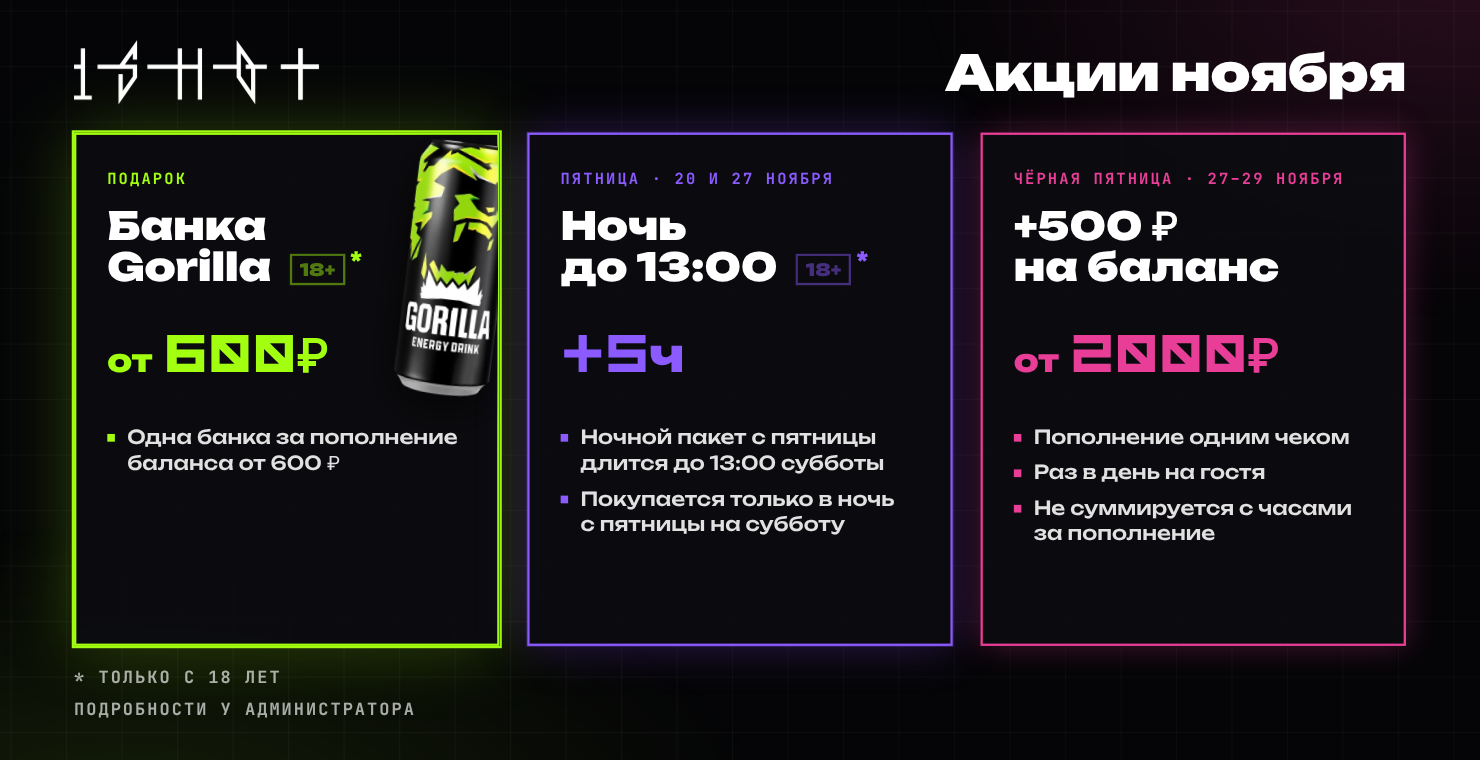 1SHOT
Акции ноября
ПОДАРОК
Банка
Gorilla 18+ *
от 600₽
Одна банка за пополнение
баланса от 600 ₽
GORILLA
ENERGY DRINK
ПЯТНИЦА · 20 И 27 НОЯБРЯ
Ночь
до 13:00 18+ *
+5ч
Ночной пакет с пятницы
длится до 13:00 субботы
Покупается только в ночь
с пятницы на субботу
ЧЁРНАЯ ПЯТНИЦА · 27–29 НОЯБРЯ
+500 ₽
на баланс
от 2000₽
Пополнение одним чеком
Раз в день на гостя
Не суммируется с часами
за пополнение
* ТОЛЬКО С 18 ЛЕТ
ПОДРОБНОСТИ У АДМИНИСТРАТОРА